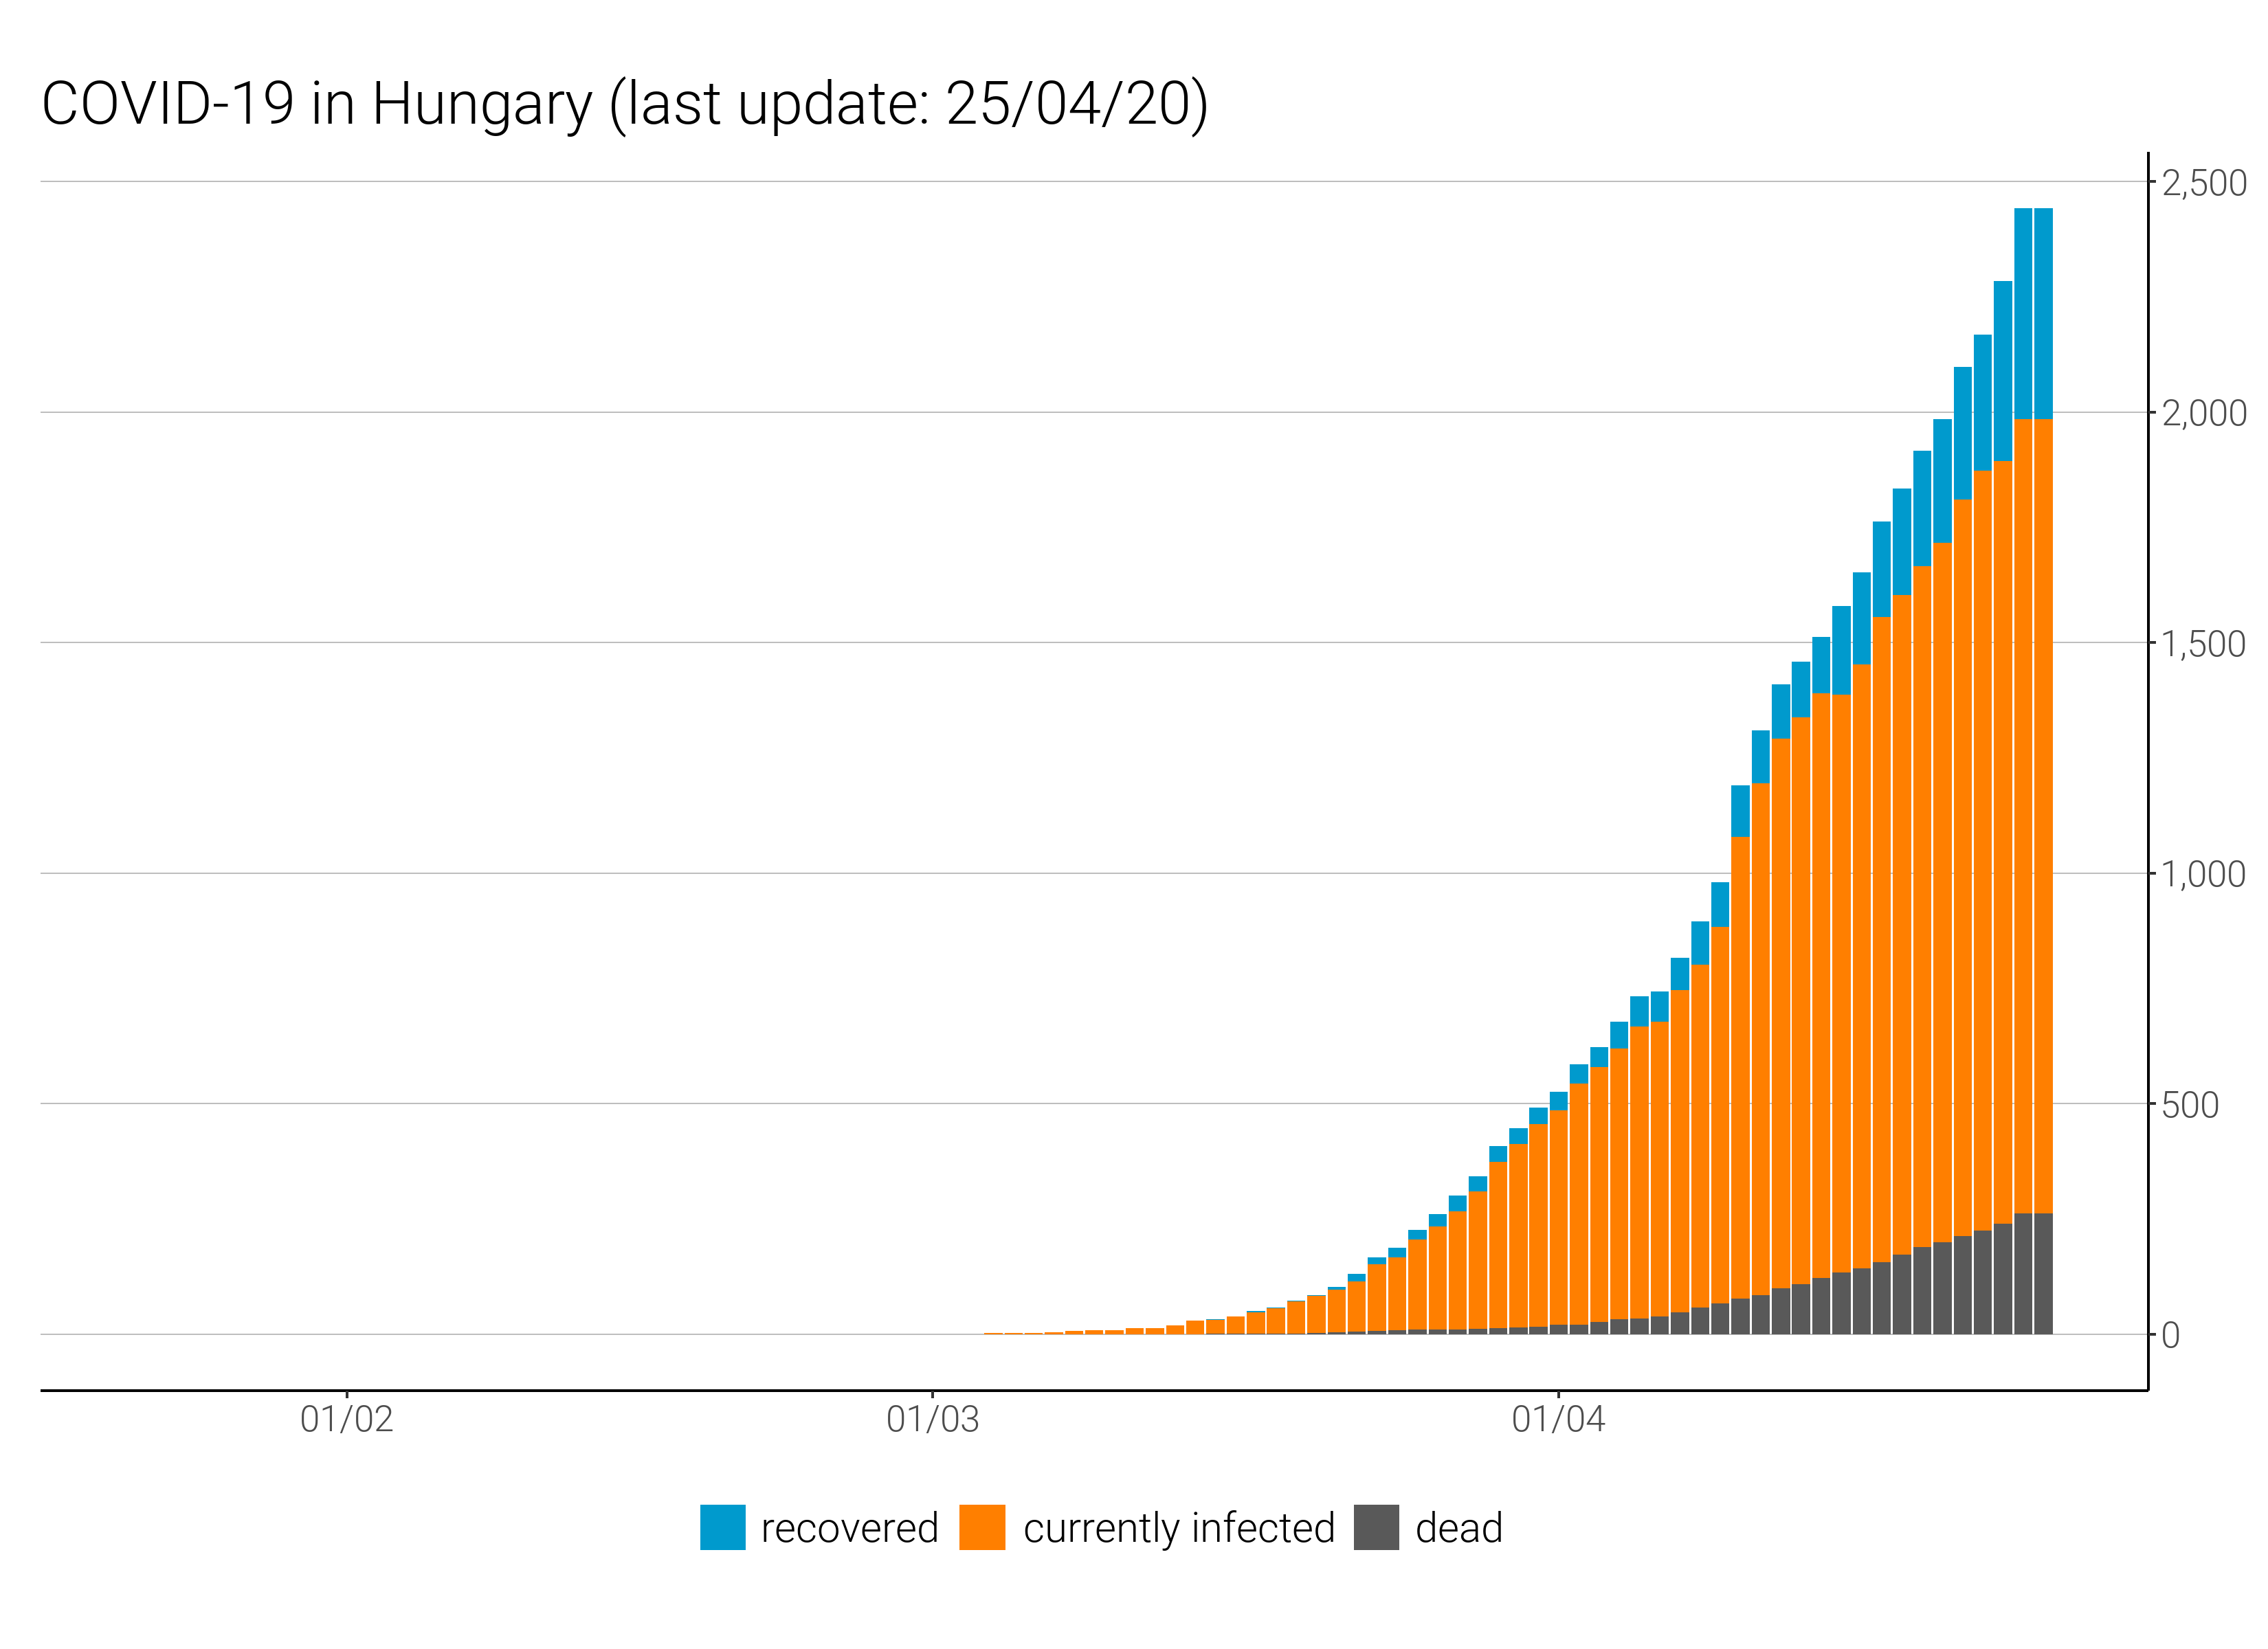 COVID-19 in Hungary (last update: 25/04/20)
2,500
2,000
1,500
1,000
500
0
01/02 01/03 01/04
recovered currently infected dead